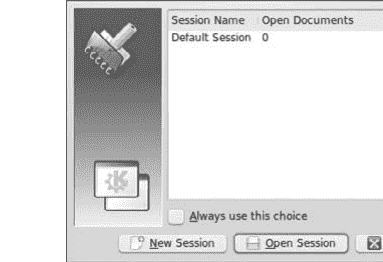 Session Name Open Documents
Default Session 0
Always use this choice
New Session Open Session